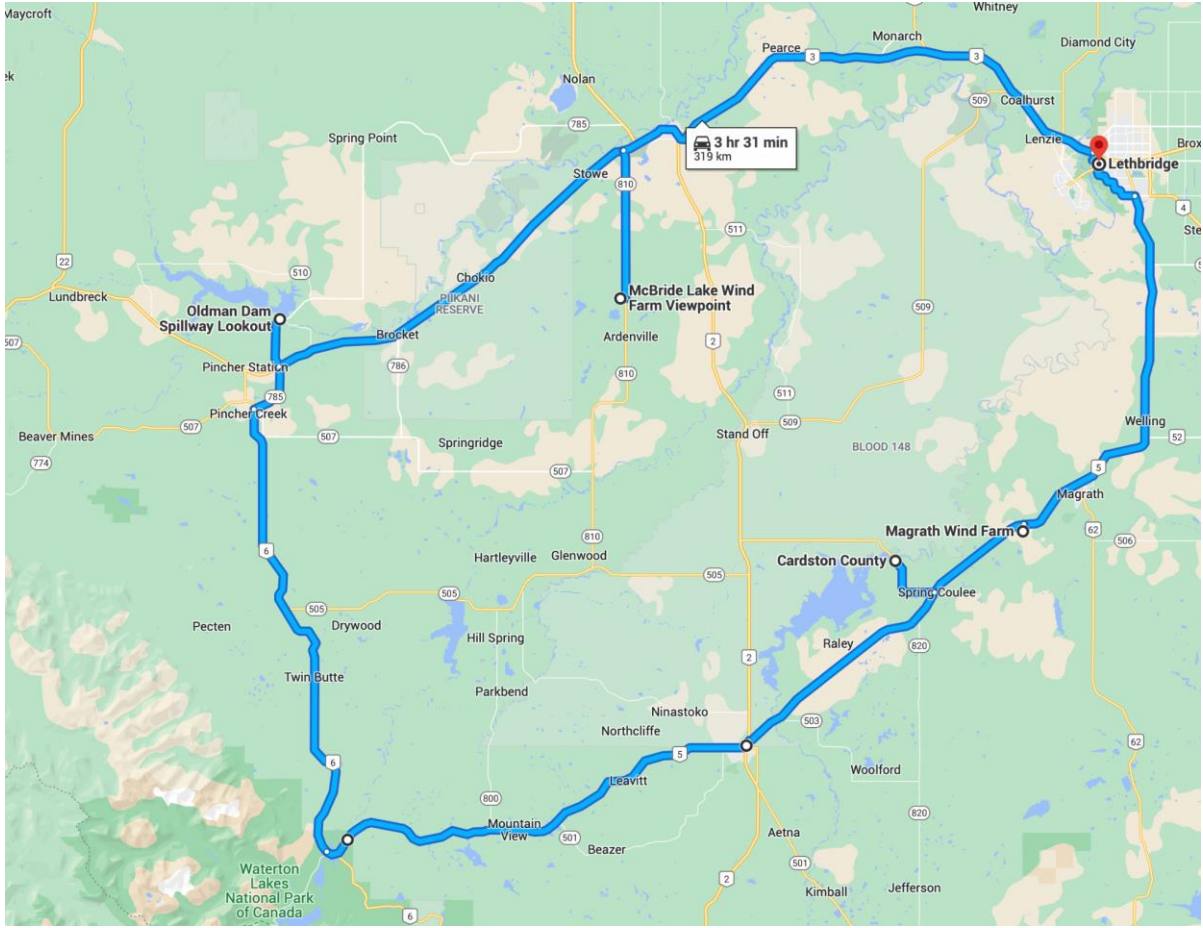 Maycroft
Whitney
Monarch
Diamond City
Pearce
3
3
Nolan
509
Coalhurst
785
Spring Point
Lenzie
Brox
3 hr 31 min
319 km
Lethbridge
Stowe
810
4
Ste
511
22
510
Chokio
PIIKANI
RESERVE
McBride Lake Wind
Farm Viewpoint
Lundbreck
Oldman Dam
Spillway Lookout
509
507
Brocket
Ardenville
2
Pincher Station
786
810
785
Pincher Creek
511
507
507
Beaver Mines
Springridge
Stand Off
509
Welling
52
BLOOD 148
774
507
5
Magrath
62
Magrath Wind Farm
810
506
6
Hartleyville
Glenwood
Cardston County
505
505
505
Spring Coulee
Pecten
Drywood
Hill Spring
Raley
820
2
Twin Butte
Parkbend
Ninastoko
503
Northcliffe
62
6
5
Woolford
Leavitt
800
820
Mountain
View
501
Beazer
Aetna
501
Waterton
Lakes
National Park
of Canada
2
Kimball
Jefferson
6